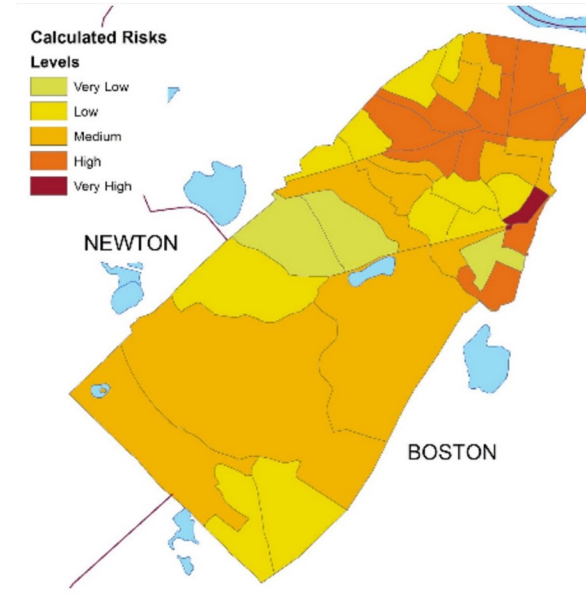 Calculated Risks
Levels
Very Low
Low
Medium
High
Very High
NEWTON
BOSTON